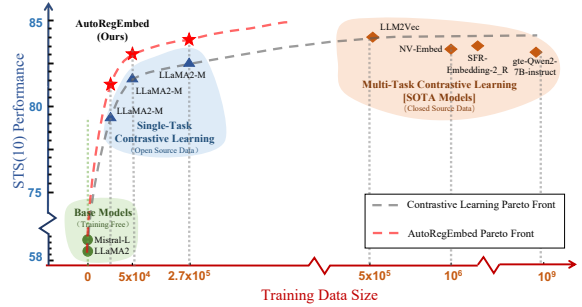 STS(10) Performance
85
82
80
75
58
AutoRegEmbed
(Ours)
LLaMA2-M
LLaMA2-M
LLaMA2-M
Single-Task
Contrastive Learning
(Open Source Data)
Base Models
(Training Free)
Mistral-L
LLaMA2
LLM2Vec
NV-Embed
SFR-
Embedding-2_R
gte-Qwen2-
7B-instruct
Multi-Task Contrastive Learning
[SOTA Models]
(Closed Source Data)
Contrastive Learning Pareto Front
AutoRegEmbed Pareto Front
0
5x10⁴
2.7x10⁵
5x10⁵
10⁶
10⁹
Training Data Size